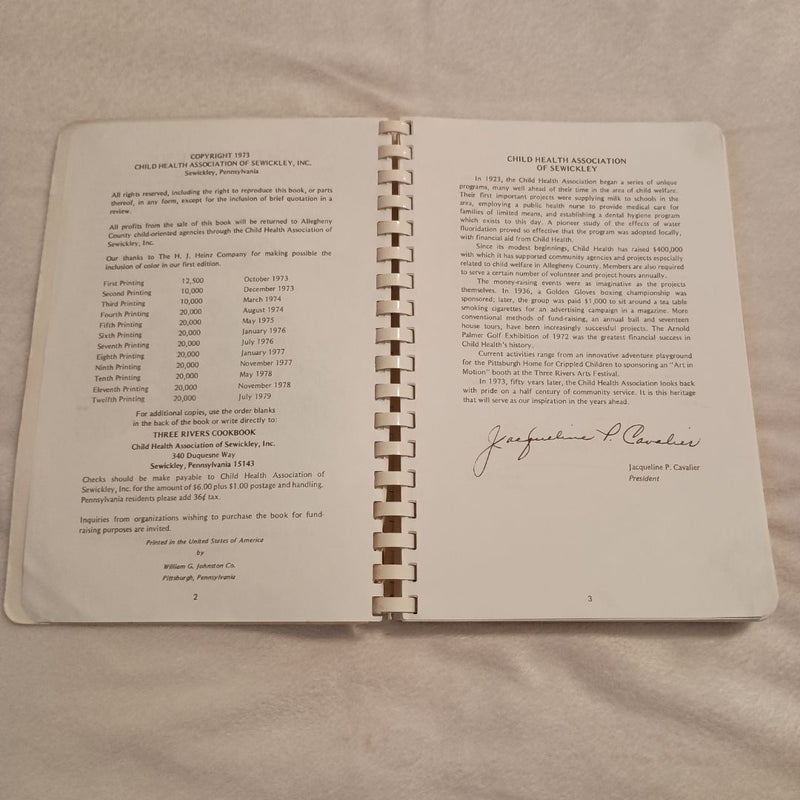 COPYRIGHT 1973
CHILD HEALTH ASSOCIATION OF SEWICKLEY, INC.
Sewickley, Pennsylvania
All rights reserved, including the right to reproduce this book, or parts
thereof, in any form, except for the inclusion of brief quotation in a
review.
All profits from the sale of this book will be returned to Allegheny
County child-oriented agencies through the Child Health Association of
Sewickley, Inc.
Our thanks to The H. J. Heinz Company for making possible the
inclusion of color in our first edition.
First Printing 12,500 October 1973
Second Printing 10,000 December 1973
Third Printing 10,000 March 1974
Fourth Printing 20,000 August 1974
Fifth Printing 20,000 May 1975
Sixth Printing 20,000 January 1976
Seventh Printing 20,000 July 1976
Eighth Printing 20,000 January 1977
Ninth Printing 20,000 November 1977
Tenth Printing 20,000 May 1978
Eleventh Printing 20,000 November 1978
Twelfth Printing 20,000 July 1979
For additional copies, use the order blanks
in the back of the book or write directly to:
THREE RIVERS COOKBOOK
Child Health Association of Sewickley, Inc.
340 Duquesne Way
Sewickley, Pennsylvania 15143
Checks should be make payable to Child Health Association of
Sewickley, Inc. for the amount of $6.00 plus $1.00 postage and handling.
Pennsylvania residents please add 36¢ tax.
Inquiries from organizations wishing to purchase the book for fund-
raising purposes are invited.
Printed in the United States of America
by
William G. Johnston Co.
Pittsburgh, Pennsylvania
2
CHILD HEALTH ASSOCIATION
OF SEWICKLEY
In 1923, the Child Health Association began a series of unique
programs, many well ahead of their time in the area of child welfare.
Their first important projects were supplying milk to schools in the
area, employing a public health nurse to provide medical care for
families of limited means, and establishing a dental hygiene program
which exists to this day. A pioneer study of the effects of water
fluoridation proved so effective that the program was adopted locally,
with financial aid from Child Health.
Since its modest beginnings, Child Health has raised $400,000
with which it has supported community agencies and projects especially
related to child welfare in Allegheny County. Members are also required
to serve a certain number of volunteer and project hours annually.
The money-raising events were as imaginative as the projects
themselves. In 1936, a Golden Gloves boxing championship was
sponsored; later, the group was paid $1,000 to sit around a tea table
smoking cigarettes for an advertising campaign in a magazine. More
conventional methods of fund-raising, an annual ball and seventeen
house tours, have been increasingly successful projects. The Arnold
Palmer Golf Exhibition of 1972 was the greatest financial success in
Child Health's history.
Current activities range from an innovative adventure playground
for the Pittsburgh Home for Crippled Children to sponsoring an "Art in
Motion" booth at the Three Rivers Arts Festival.
In 1973, fifty years later, the Child Health Association looks back
with pride on a half century of community service. It is this heritage
that will serve as our inspiration in the years ahead.
Jacqueline P. Cavalier
Jacqueline P. Cavalier
President
3